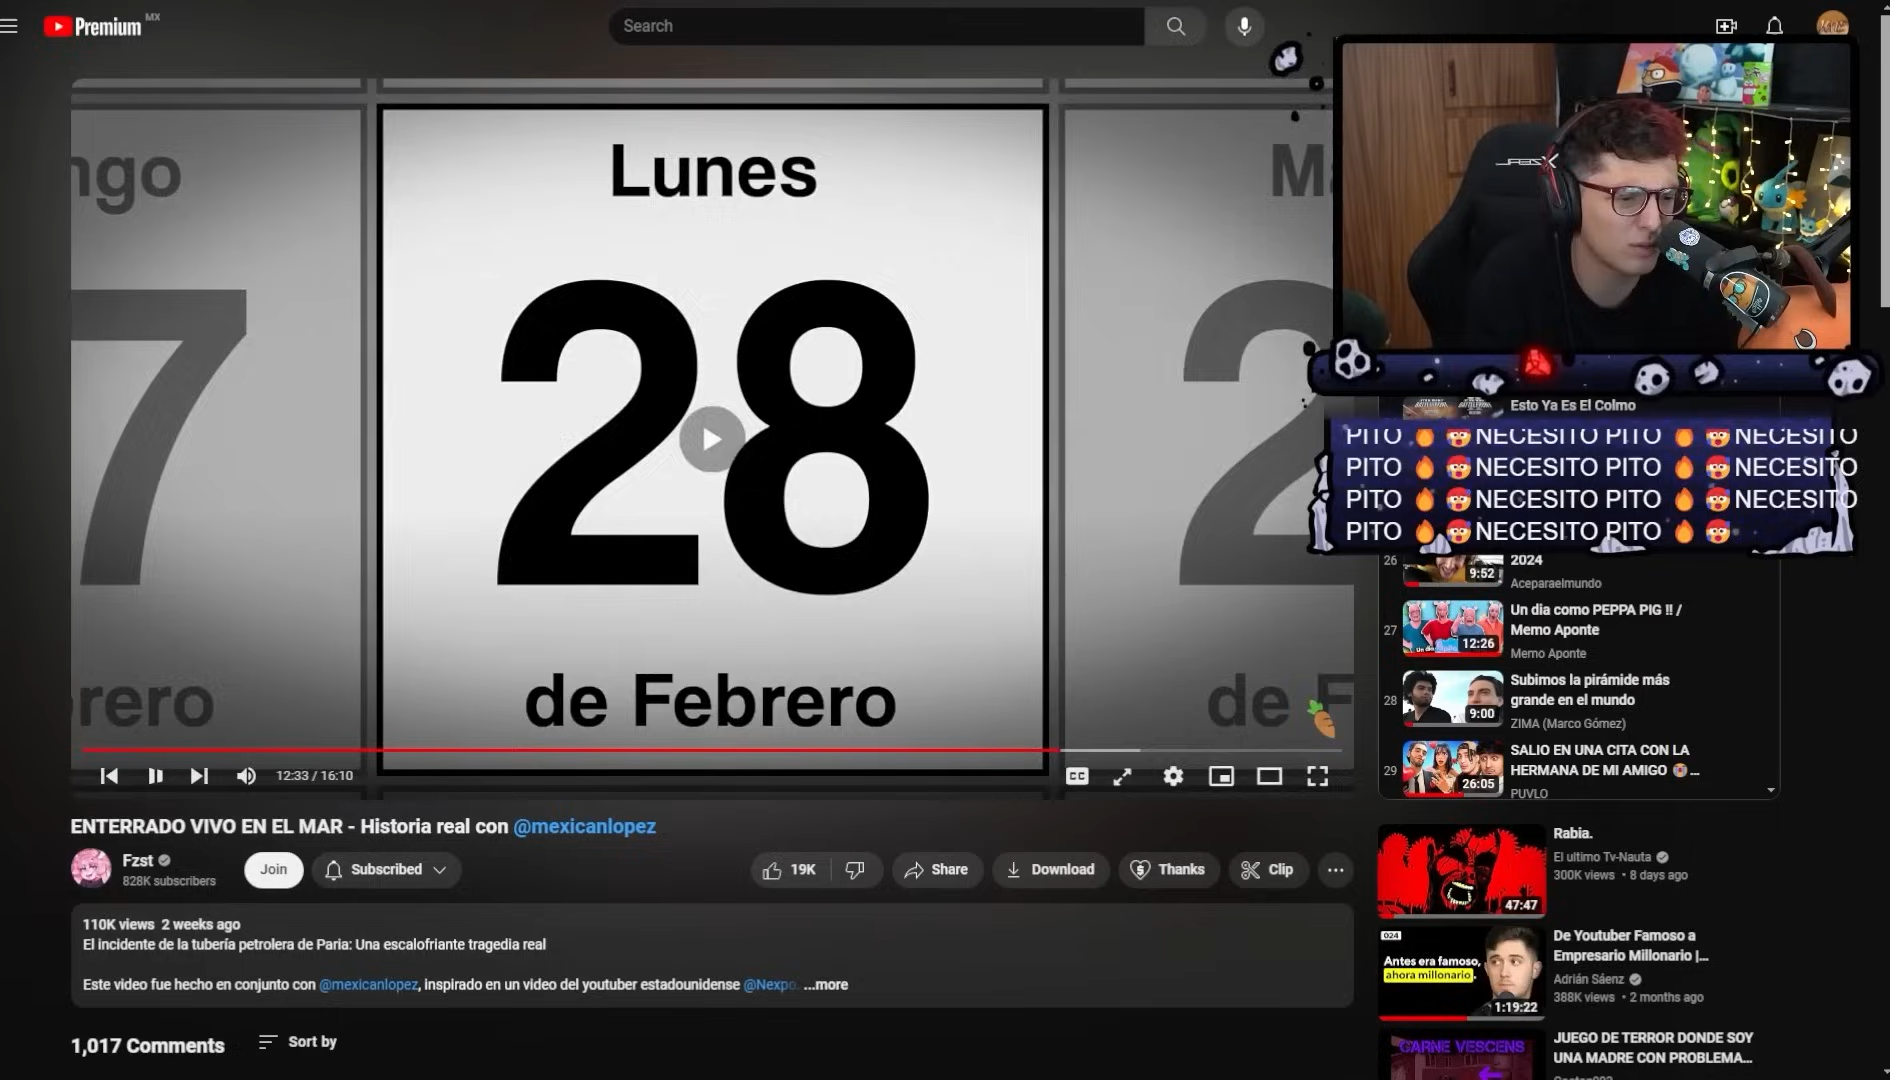 Premium
MX
Search
ngo
Lunes
7
28
2
rero
de Febrero
de F
12:33 / 16:10
CC
ENTERRADO VIVO EN EL MAR - Historia real con @mexicanlopez
Fzst
828K subscribers
Join
Subscribed
19K
Share
Download
Thanks
Clip
110K views 2 weeks ago
El incidente de la tubería petrolera de Paria: Una escalofriante tragedia real
Este video fue hecho en conjunto con @mexicanlopez, inspirado en un video del youtuber estadounidense @Nexpo ...more
1,017 Comments
Sort by
Esto Ya Es El Colmo
PITO 🔥 🥵NECESITO PITO 🔥 🥵NECESITO
PITO 🔥 🥵NECESITO PITO 🔥 🥵NECESITO
PITO 🔥 🥵NECESITO PITO 🔥 🥵NECESITO
PITO 🔥 🥵NECESITO PITO 🔥 🥵
26
9:52
2024
Aceparaelmundo
27
12:26
Un dia como PEPPA PIG !! /
Memo Aponte
Memo Aponte
28
9:00
Subimos la pirámide más
grande en el mundo
ZIMA (Marco Gómez)
29
26:05
SALIO EN UNA CITA CON LA
HERMANA DE MI AMIGO 😭...
PUVLO
47:47
Rabia.
El ultimo Tv-Nauta
300K views • 8 days ago
024
Antes era famoso,
ahora millonario.
1:19:22
De Youtuber Famoso a
Empresario Millonario |...
Adrián Sáenz
388K views • 2 months ago
CARNE VESCENS
JUEGO DE TERROR DONDE SOY
UNA MADRE CON PROBLEMA...